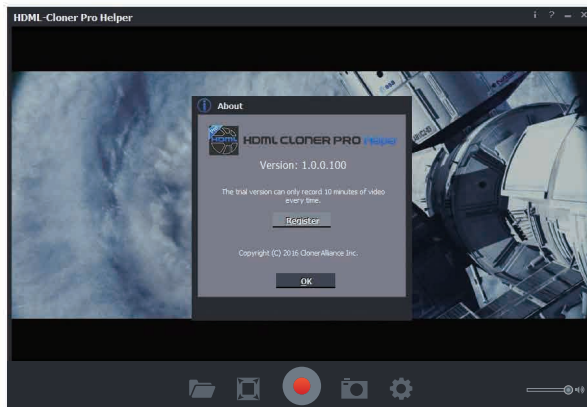 HDML-Cloner Pro Helper
About
HDML CLONER PRO Helper
Version: 1.0.0.100
The trial version can only record 10 minutes of video
every time.
Register
Copyright (C) 2016 ClonerAlliance Inc.
OK